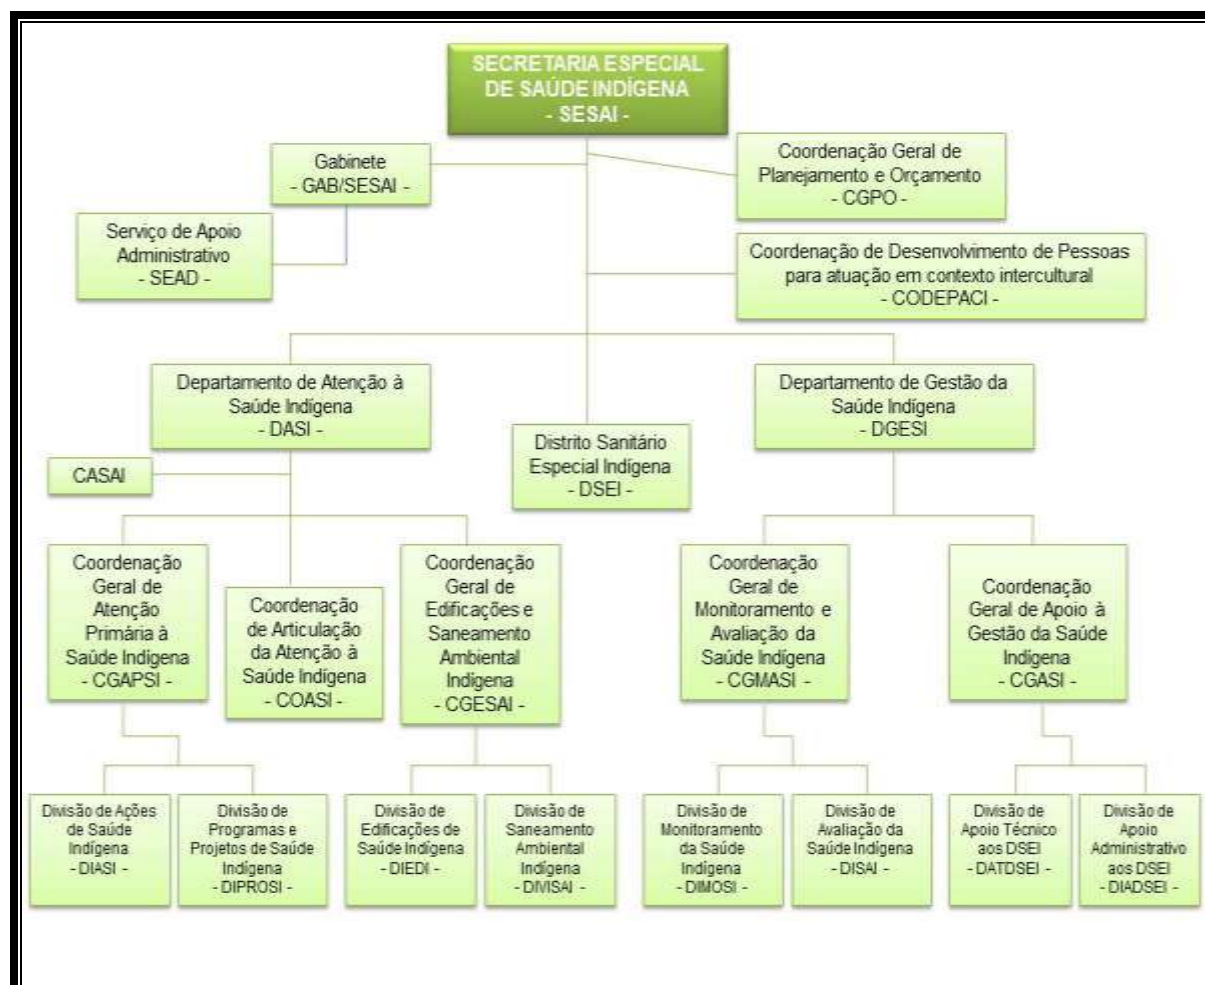 SECRETARIA ESPECIAL
DE SAÚDE INDÍGENA
- SESAI -
Gabinete
- GAB/SESAI -
Coordenação Geral de
Planejamento e Orçamento
- CGPO -
Serviço de Apoio
Administrativo
- SEAD -
Coordenação de Desenvolvimento de Pessoas
para atuação em contexto intercultural
- CODEPACI -
Departamento de Atenção à
Saúde Indígena
- DASI -
Distrito Sanitário
Especial Indígena
- DSEI -
Departamento de Gestão da
Saúde Indígena
- DGESI
CASAI
Coordenação
Geral de
Atenção
Primária à
Saúde Indígena
- CGAPSI -
Coordenação
de Articulação
da Atenção à
Saúde Indígena
- COASI -
Coordenação
Geral de
Edificações e
Saneamento
Ambiental
Indígena
- CGESAI -
Coordenação
Geral de
Monitoramento e
Avaliação da
Saúde Indígena
- CGMASI -
Coordenação
Geral de Apoio à
Gestão da Saúde
Indígena
- CGASI -
Divisão de Ações
de Saúde
Indígena
- DIASI -
Divisão de
Programas e
Projetos de Saúde
Indígena
- DIPROSI -
Divisão de
Edificações de
Saúde Indígena
- DIEDI -
Divisão de
Saneamento
Ambiental
Indígena
- DIVISAI -
Divisão de
Monitoramento
da Saúde
Indígena
- DIMOSI -
Divisão de
Avaliação da
Saúde Indígena
- DISAI -
Divisão de
Apoio Técnico
aos DSEI
- DATDSEI -
Divisão de
Apoio
Administrativo
aos DSEI
- DIADSEI -